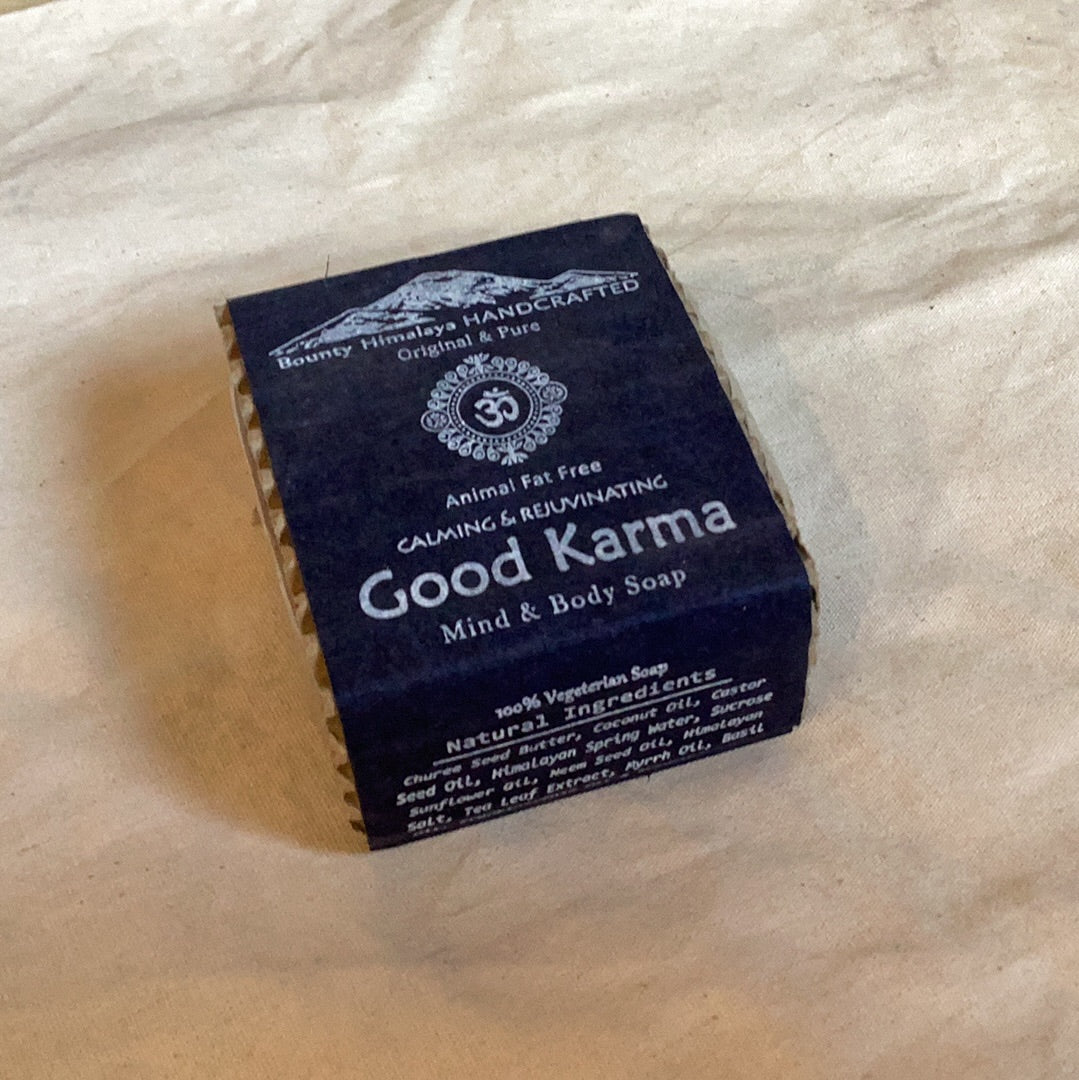 Bounty Himalaya HANDCRAFTED
Original & Pure
ॐ
Animal Fat Free
CALMING & REJUVINATING
Good Karma
Mind & Body Soap
100% Vegeterian Soap
Natural Ingredients
Churee Seed Butter, Coconut Oil, Castor
Seed Oil, Himalayan Spring Water, Sucrose
Sunflower Oil, Neem Seed Oil, Himalayan
Salt, Tea Leaf Extract, Myrrh Oil, Basil